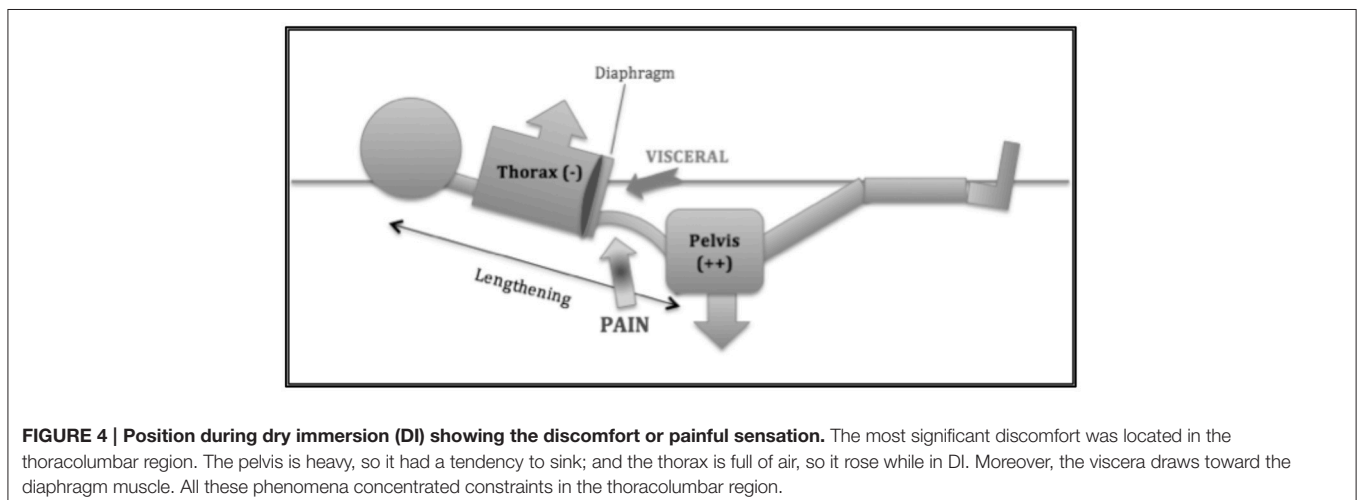 Diaphragm
VISCERAL
Thorax (-)
Pelvis
(++)
Lengthening
PAIN
FIGURE 4 | Position during dry immersion (DI) showing the discomfort or painful sensation. The most significant discomfort was located in the
thoracolumbar region. The pelvis is heavy, so it had a tendency to sink; and the thorax is full of air, so it rose while in DI. Moreover, the viscera draws toward the
diaphragm muscle. All these phenomena concentrated constraints in the thoracolumbar region.